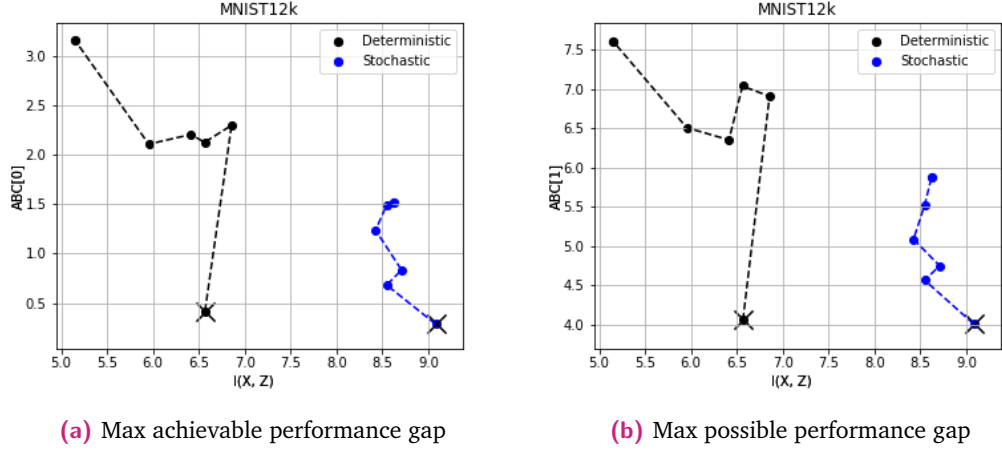 MNIST12k
Deterministic
Stochastic
3.0
2.5
2.0
1.5
1.0
0.5
ABC[0]
5.0 5.5 6.0 6.5 7.0 7.5 8.0 8.5 9.0
I(X, Z)
(a) Max achievable performance gap
MNIST12k
Deterministic
Stochastic
7.5
7.0
6.5
6.0
5.5
5.0
4.5
4.0
ABC[1]
5.0 5.5 6.0 6.5 7.0 7.5 8.0 8.5 9.0
I(X, Z)
(b) Max possible performance gap